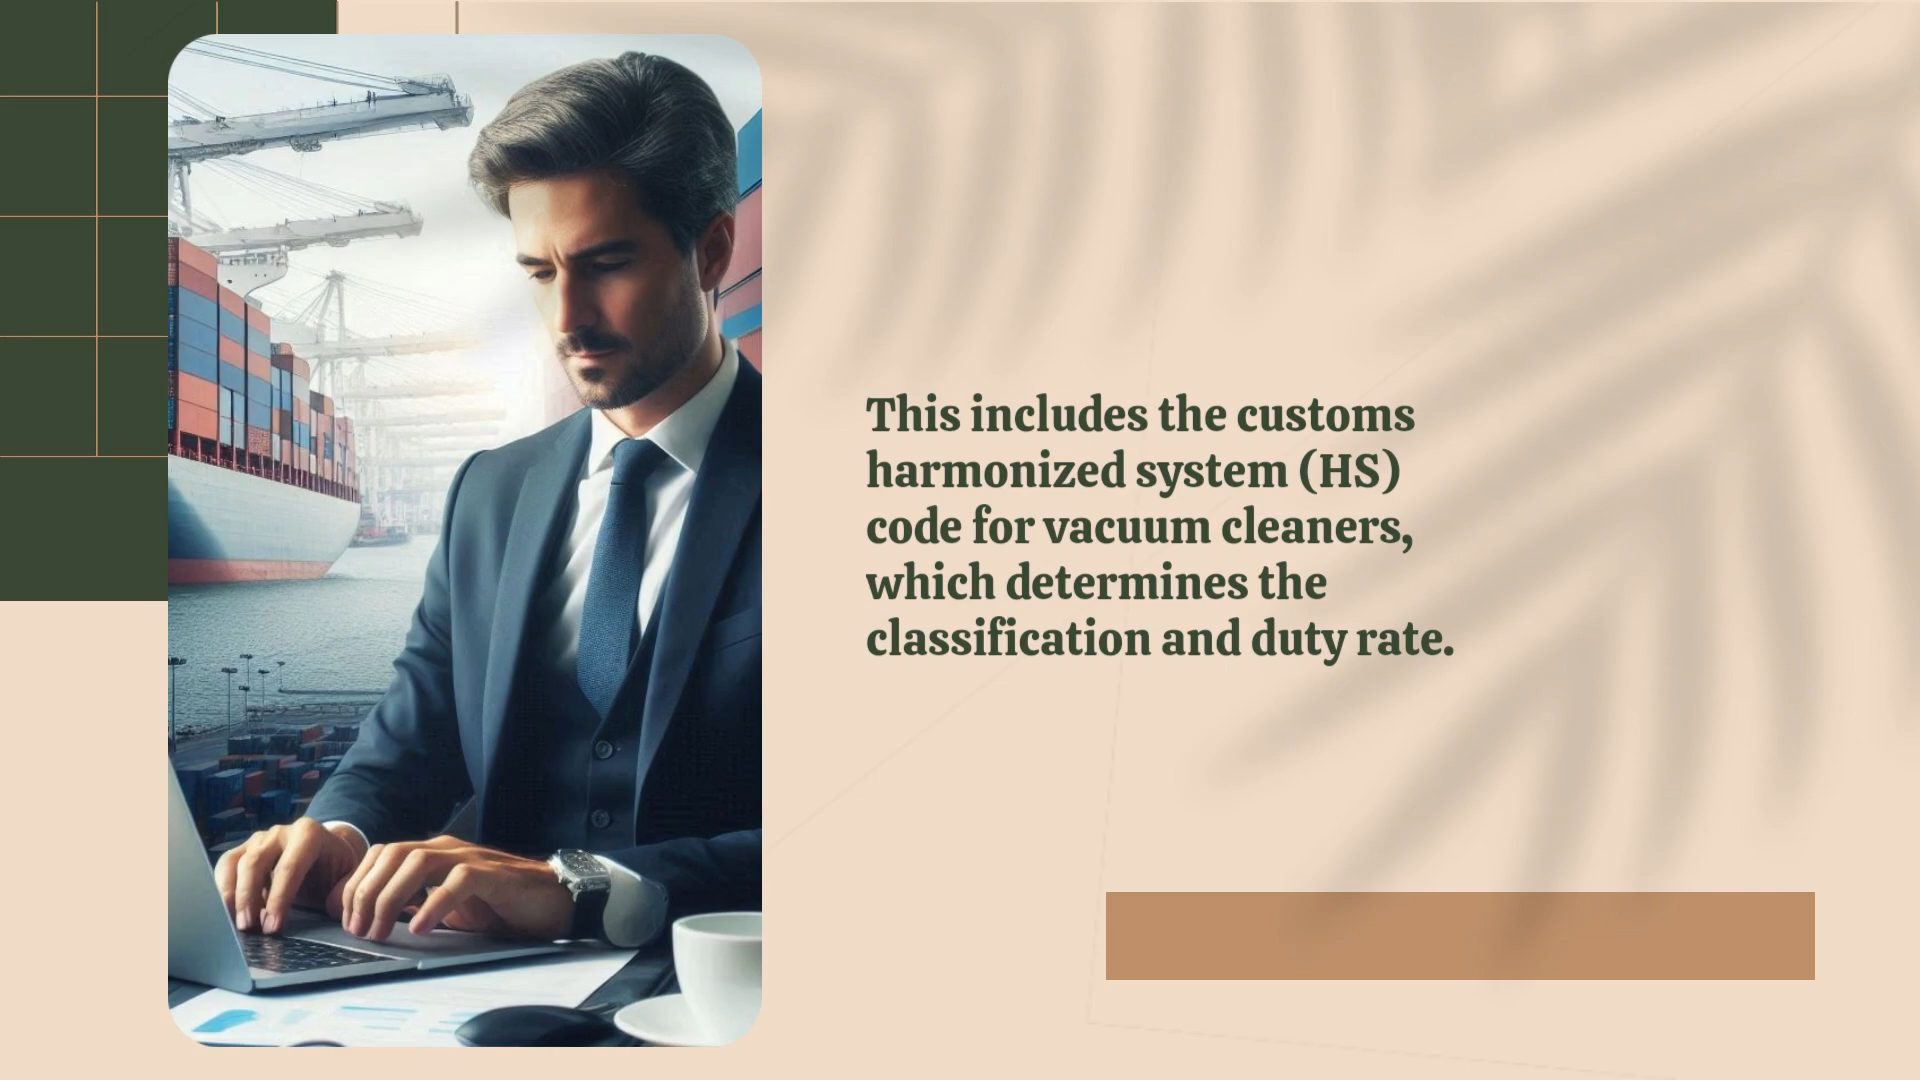 This includes the customs
harmonized system (HS)
code for vacuum cleaners,
which determines the
classification and duty rate.